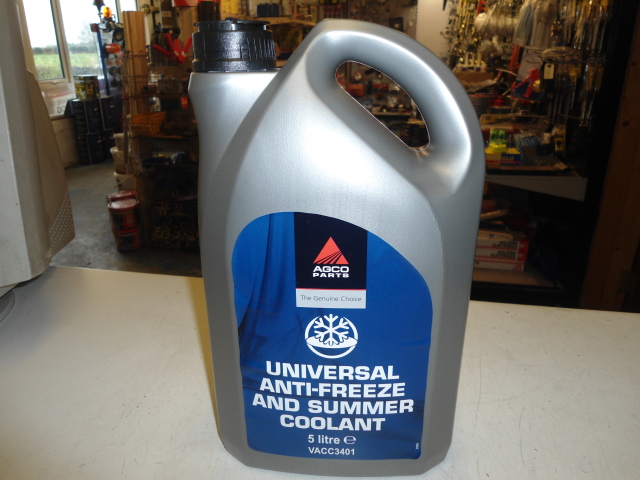 AGCO
PARTS
The Genuine Choice
UNIVERSAL
ANTI-FREEZE
AND SUMMER
COOLANT
5 litre ℮
VACC3401